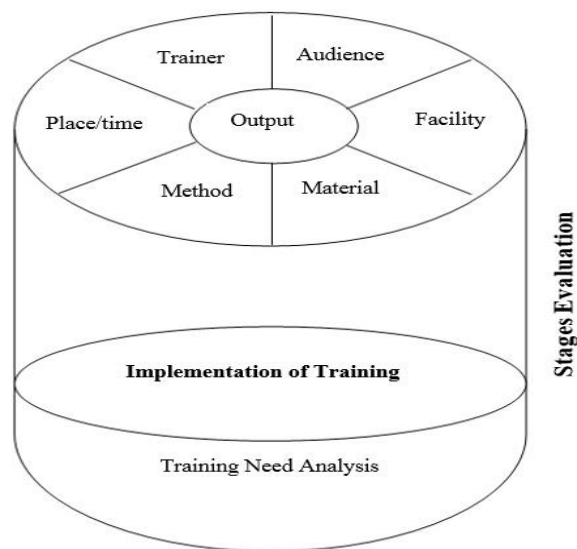 Trainer
Audience
Place/time
Output
Facility
Method
Material
Stages Evaluation
Implementation of Training
Training Need Analysis